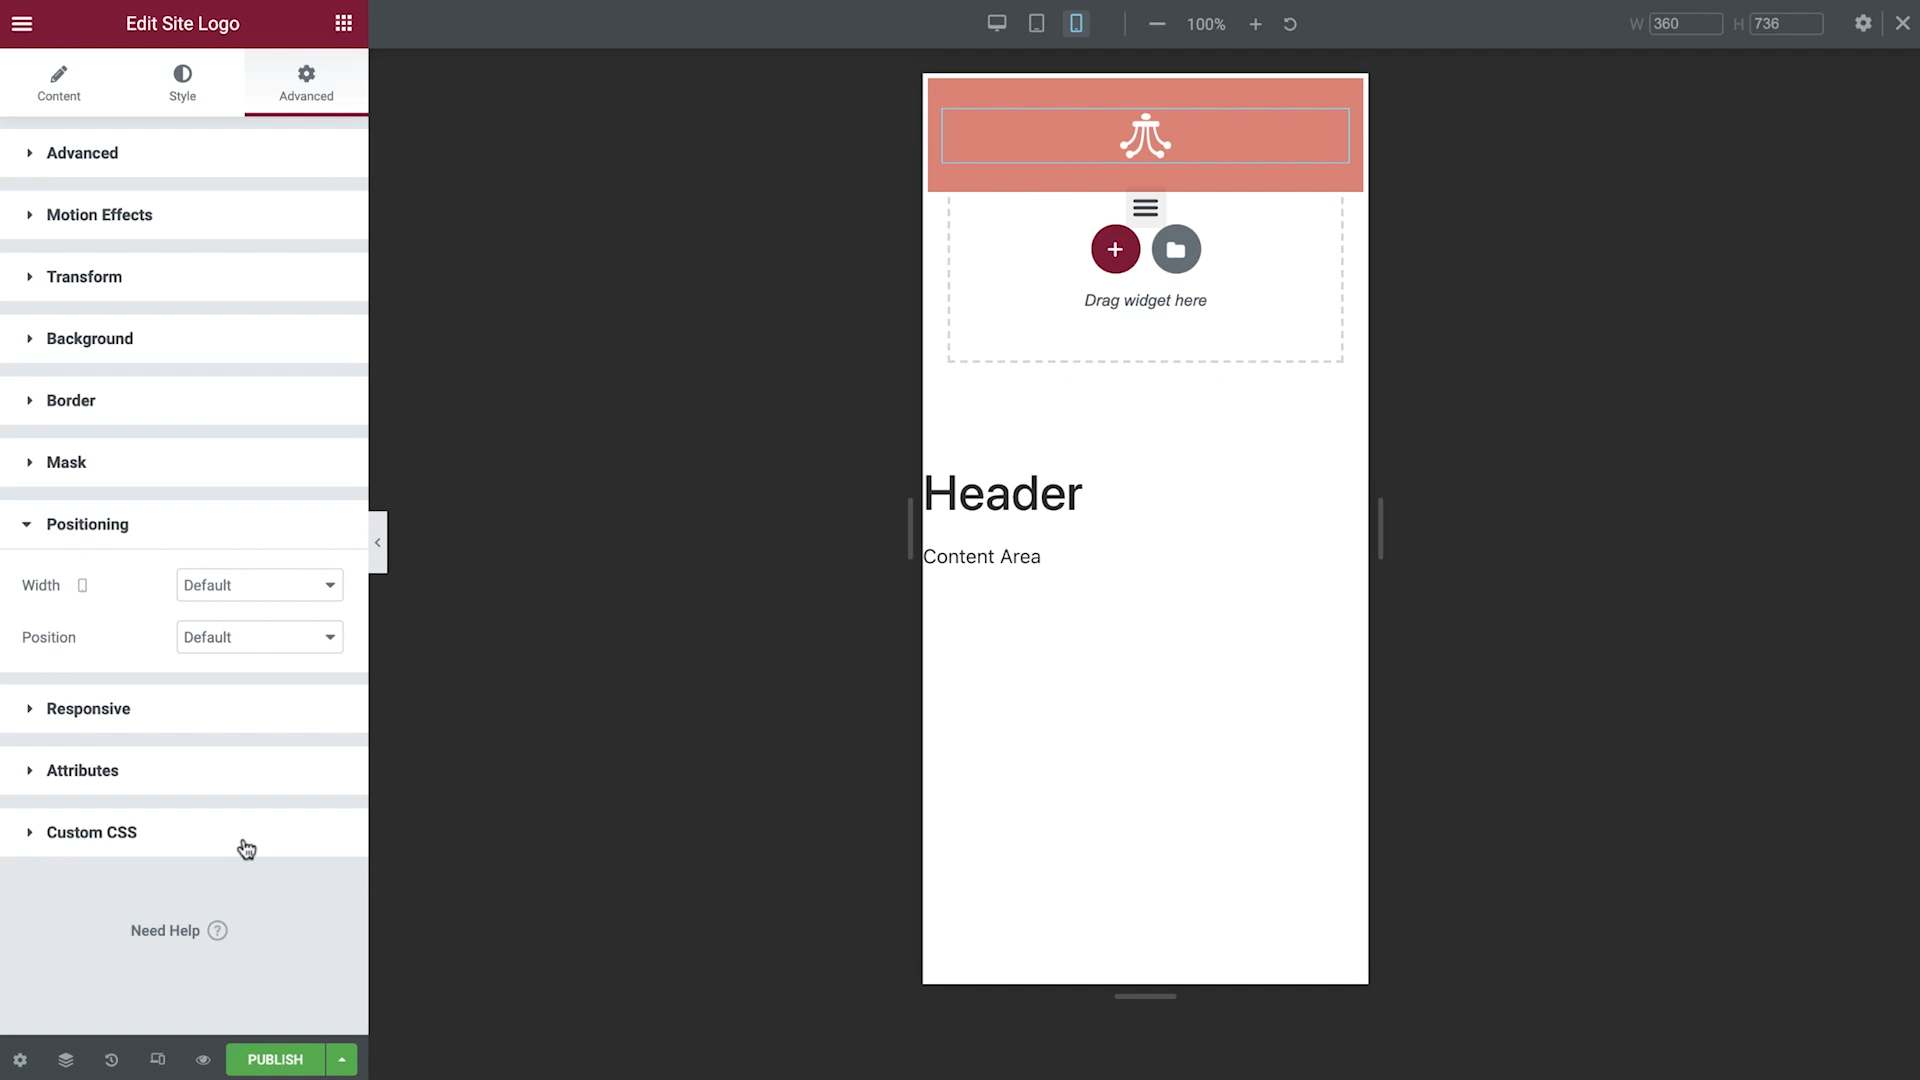 Edit Site Logo
100%
W 360
H 736
Content
Style
Advanced
Advanced
Motion Effects
Transform
Background
Border
Mask
Positioning
Width
Default
Position
Default
Responsive
Attributes
Custom CSS
Need Help ?
PUBLISH
Drag widget here
Header
Content Area